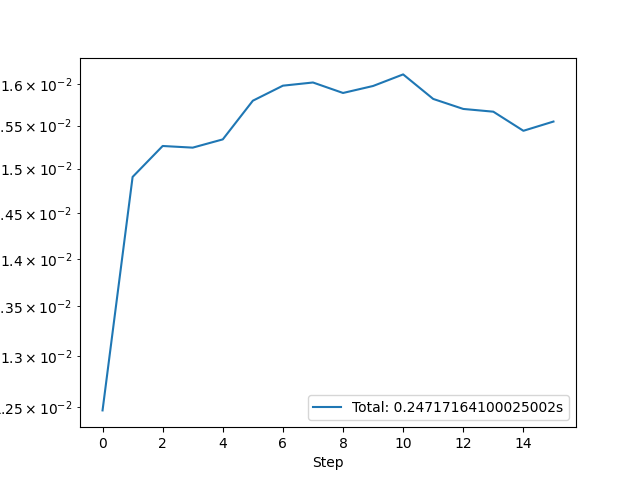 1.6 × 10⁻²
.55 × 10⁻²
1.5 × 10⁻²
.45 × 10⁻²
1.4 × 10⁻²
.35 × 10⁻²
1.3 × 10⁻²
.25 × 10⁻²
Total: 0.24717164100025002s
0 2 4 6 8 10 12 14
Step